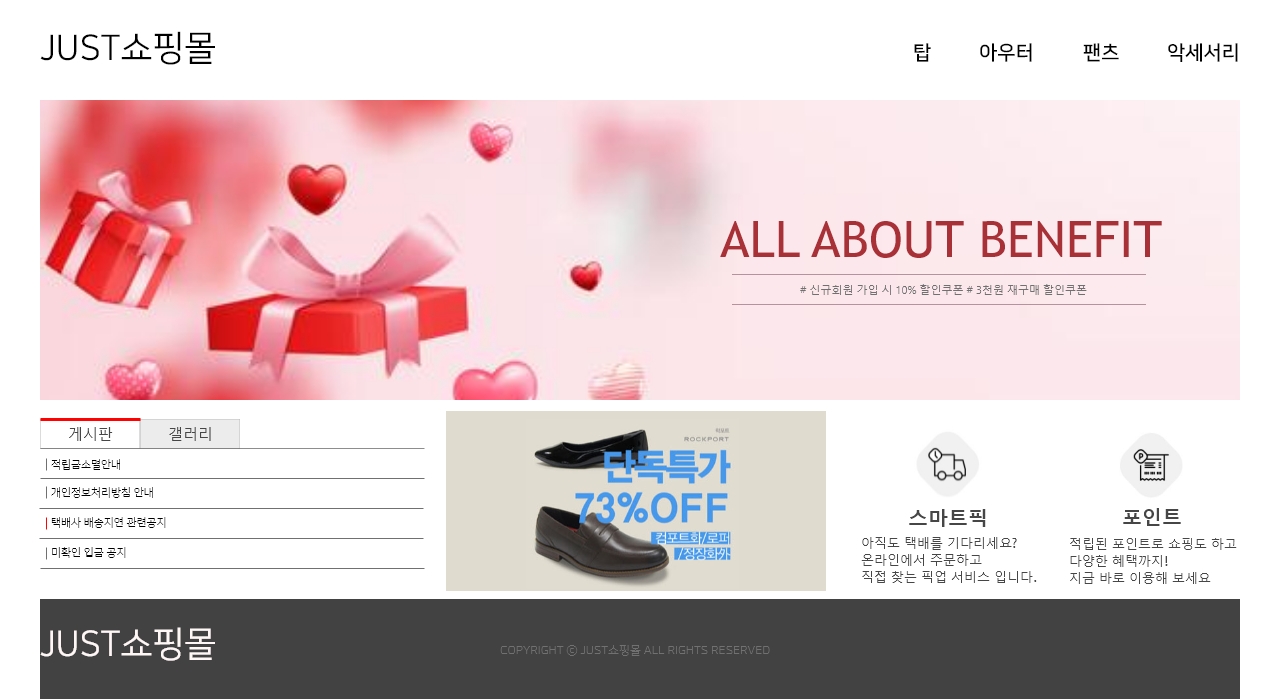 JUST쇼핑몰
탑 아우터 팬츠 악세서리
ALL ABOUT BENEFIT
# 신규회원 가입 시 10% 할인쿠폰 # 3천원 재구매 할인쿠폰
게시판 갤러리
| 적립금소멸안내
| 개인정보처리방침 안내
| 택배사 배송지연 관련공지
| 미확인 입금 공지
ROCKPORT
단독특가
73%OFF
컴포트화/로퍼
/정장화外
스마트픽
아직도 택배를 기다리세요?
온라인에서 주문하고
직접 찾는 픽업 서비스 입니다.
포인트
적립된 포인트로 쇼핑도 하고
다양한 혜택까지!
지금 바로 이용해 보세요
JUST쇼핑몰
COPYRIGHT ⓒ JUST쇼핑몰 ALL RIGHTS RESERVED